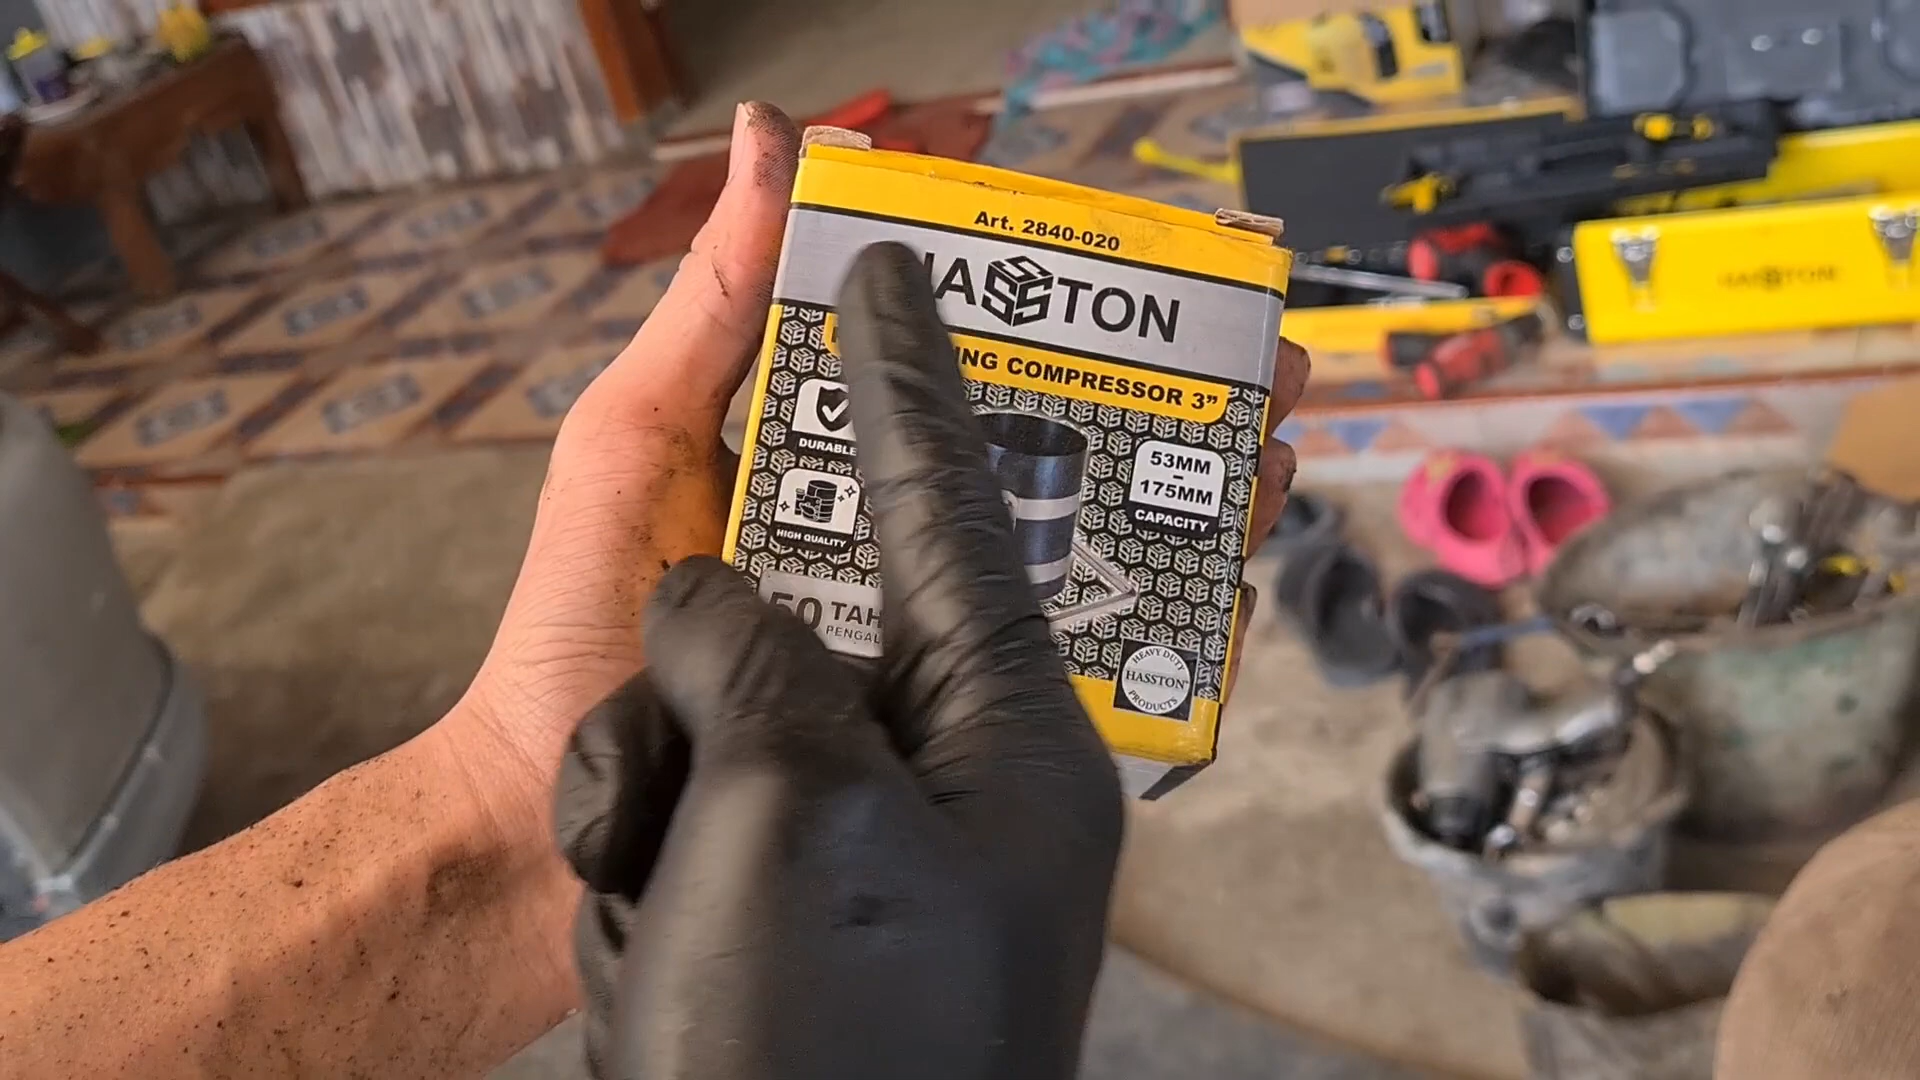 Art. 2840-020
HASSTON
ING COMPRESSOR 3”
DURABLE
53MM
-
175MM
CAPACITY
HIGH QUALITY
50 TAH
PENGAL
HEAVY DUTY
HASSTON
PRODUCTS
HASSTON